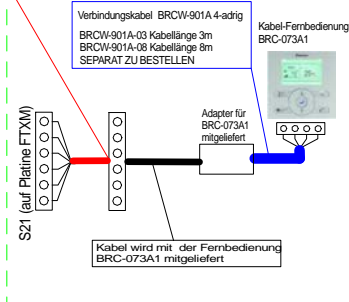 Verbindungskabel BRCW-901A 4-adrig
BRCW-901A-03 Kabellänge 3m
BRCW-901A-08 Kabellänge 8m
SEPARAT ZU BESTELLEN
Kabel-Fernbedienung
BRC-073A1
Adapter für
BRC-073A1
mitgeliefert
S21 (auf Platine FTXM)
Kabel wird mit der Fernbedienung
BRC-073A1 mitgeliefert